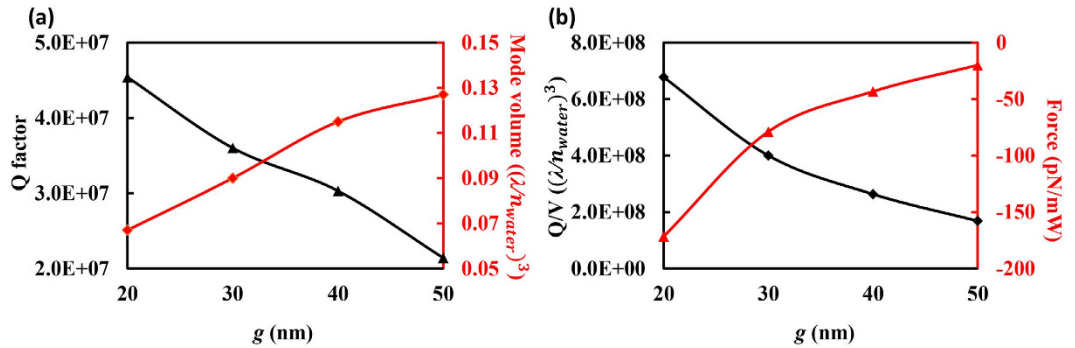 (a)
5.0E+07
4.0E+07
3.0E+07
2.0E+07
Q factor
0.15
0.13
0.11
0.09
0.07
0.05
Mode volume ((λ/n_water)^3)
20 30 40 50
g (nm)
(b)
8.0E+08
6.0E+08
4.0E+08
2.0E+08
0.0E+00
Q/V ((λ/n_water)^3)
0
-50
-100
-150
-200
Force (pN/mW)
20 30 40 50
g (nm)